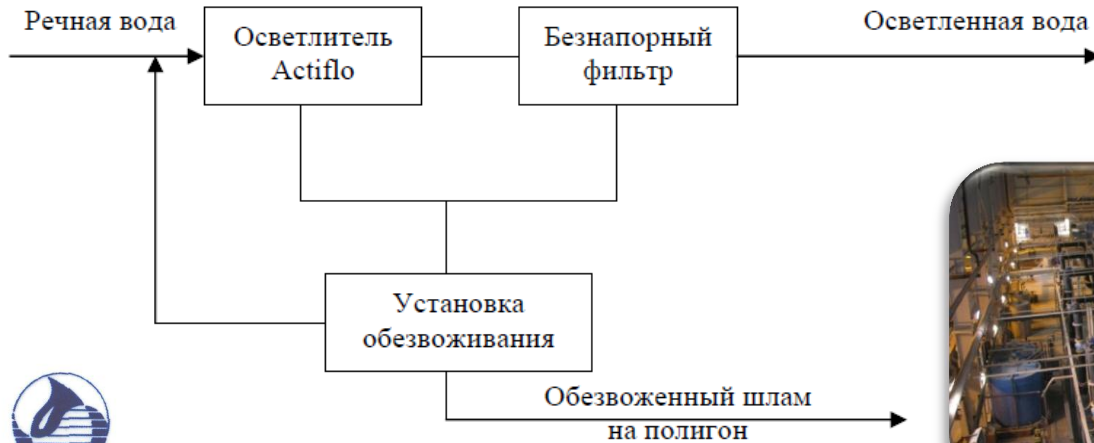 Речная вода
Осветлитель
Actiflo
Безнапорный
фильтр
Осветленная вода
Установка
обезвоживания
Обезвоженный шлам
на полигон